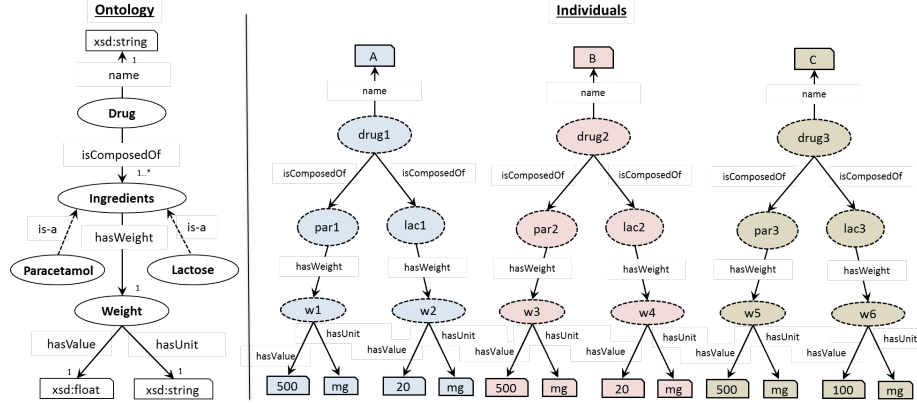 Ontology
Individuals
xsd:string
1
name
Drug
isComposedOf
1..*
Ingredients
is-a
hasWeight
is-a
Paracetamol
Lactose
1
Weight
hasValue
hasUnit
1
1
xsd:float
xsd:string
A
name
drug1
isComposedOf
isComposedOf
par1
lac1
hasWeight
hasWeight
w1
w2
hasValue
hasUnit
hasValue
hasUnit
500
mg
20
mg
B
name
drug2
isComposedOf
isComposedOf
par2
lac2
hasWeight
hasWeight
w3
w4
hasValue
hasUnit
hasValue
hasUnit
500
mg
20
mg
C
name
drug3
isComposedOf
isComposedOf
par3
lac3
hasWeight
hasWeight
w5
w6
hasValue
hasUnit
hasValue
hasUnit
500
mg
100
mg